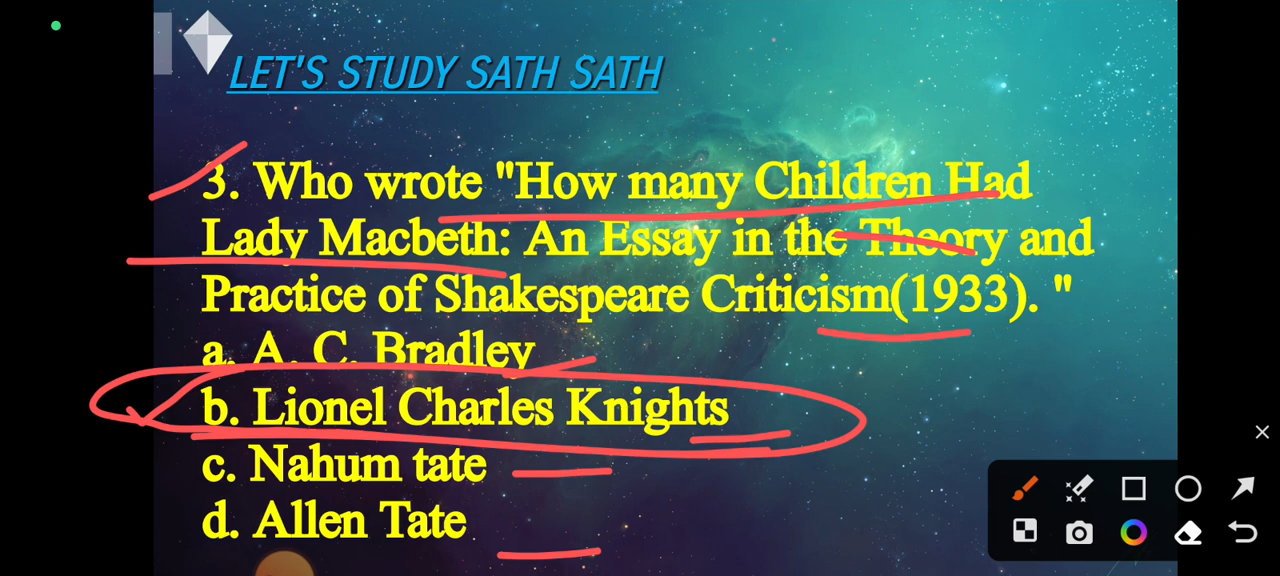 LET'S STUDY SATH SATH
3. Who wrote "How many Children Had
Lady Macbeth: An Essay in the Theory and
Practice of Shakespeare Criticism(1933). "
a. A. C. Bradley
b. Lionel Charles Knights
c. Nahum tate
d. Allen Tate